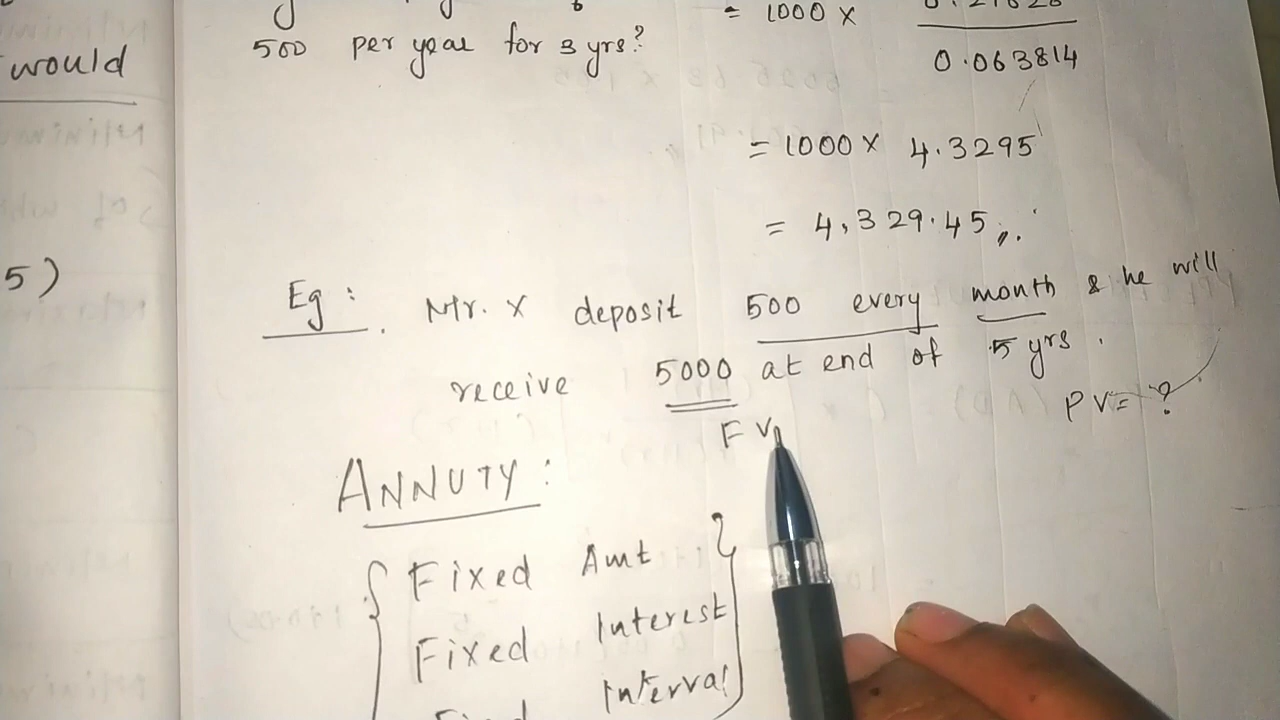 would
5)
500 per year for 3 yrs?
= 1000 x
0.063814
= 1000 x 4.3295
= 4,329.45
Eg: Mr. X deposit 500 every month & he will
receive 5000 at end of 5 yrs.
FV
PV= ?
ANNUTY:
{ Fixed Amt }
Fixed Interest
Interval